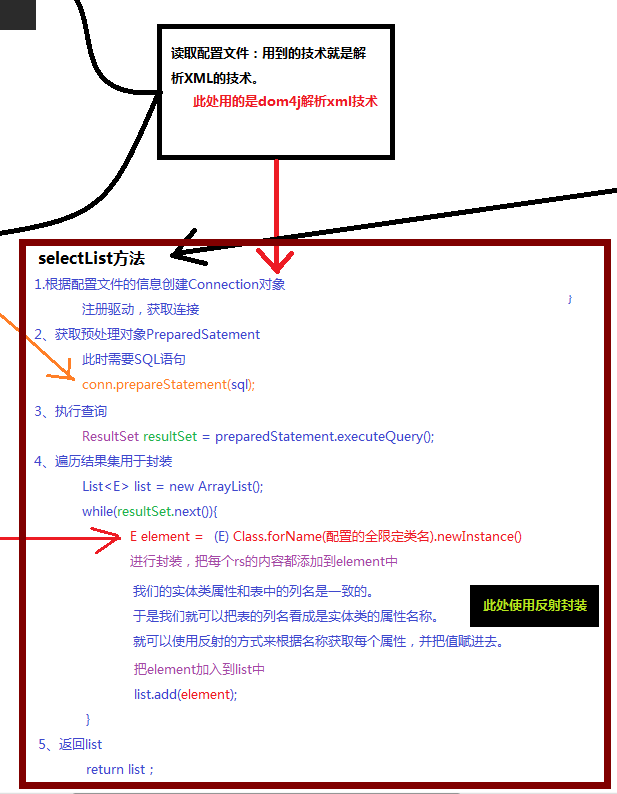 读取配置文件：用到的技术就是解
析XML的技术。
此处用的是dom4j解析xml技术
selectList方法
1.根据配置文件的信息创建Connection对象
注册驱动，获取连接
}
2、获取预处理对象PreparedSatement
此时需要SQL语句
conn.prepareStatement(sql);
3、执行查询
ResultSet resultSet = preparedStatement.executeQuery();
4、遍历结果集用于封装
List<E> list = new ArrayList();
while(resultSet.next()){
E element = (E) Class.forName(配置的全限定类名).newInstance()
进行封装，把每个rs的内容都添加到element中
我们的实体类属性和表中的列名是一致的。
于是我们就可以把表的列名看成是实体类的属性名称。
就可以使用反射的方式来根据名称获取每个属性，并把值赋进去。
此处使用反射封装
把element加入到list中
list.add(element);
}
5、返回list
return list；